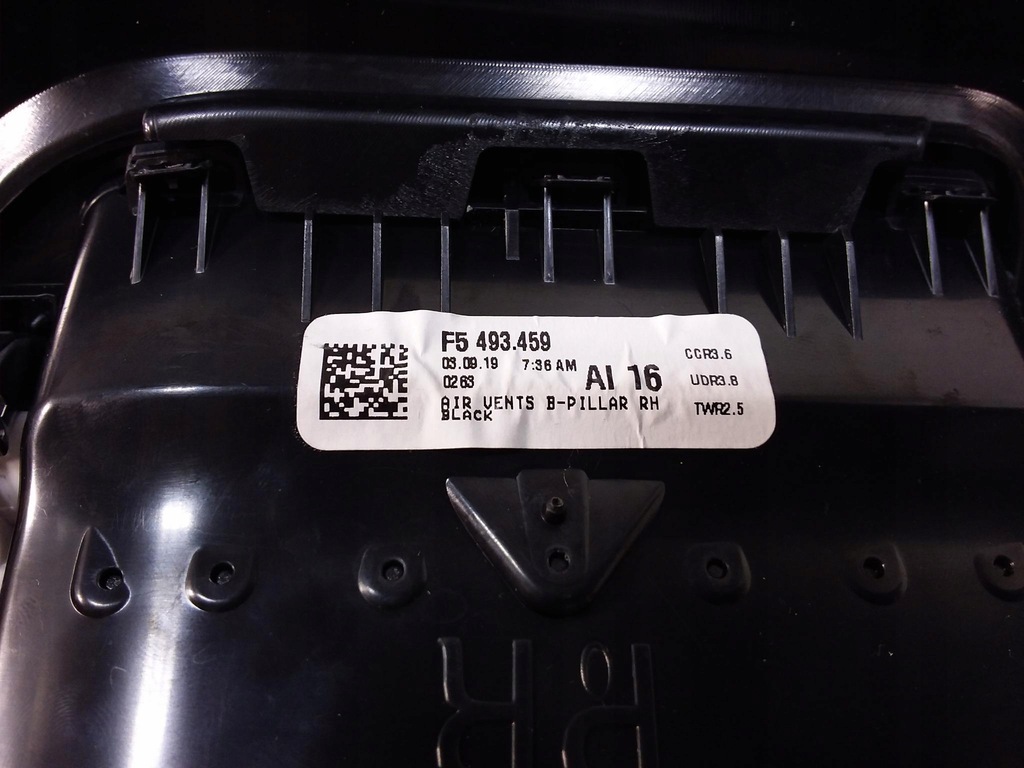 F5 493.459
03.09.19 7:36 AM
0263
AI 16
AIR VENTS B-PILLAR RH
BLACK
CGR3.6
UDR3.8
TWR2.5